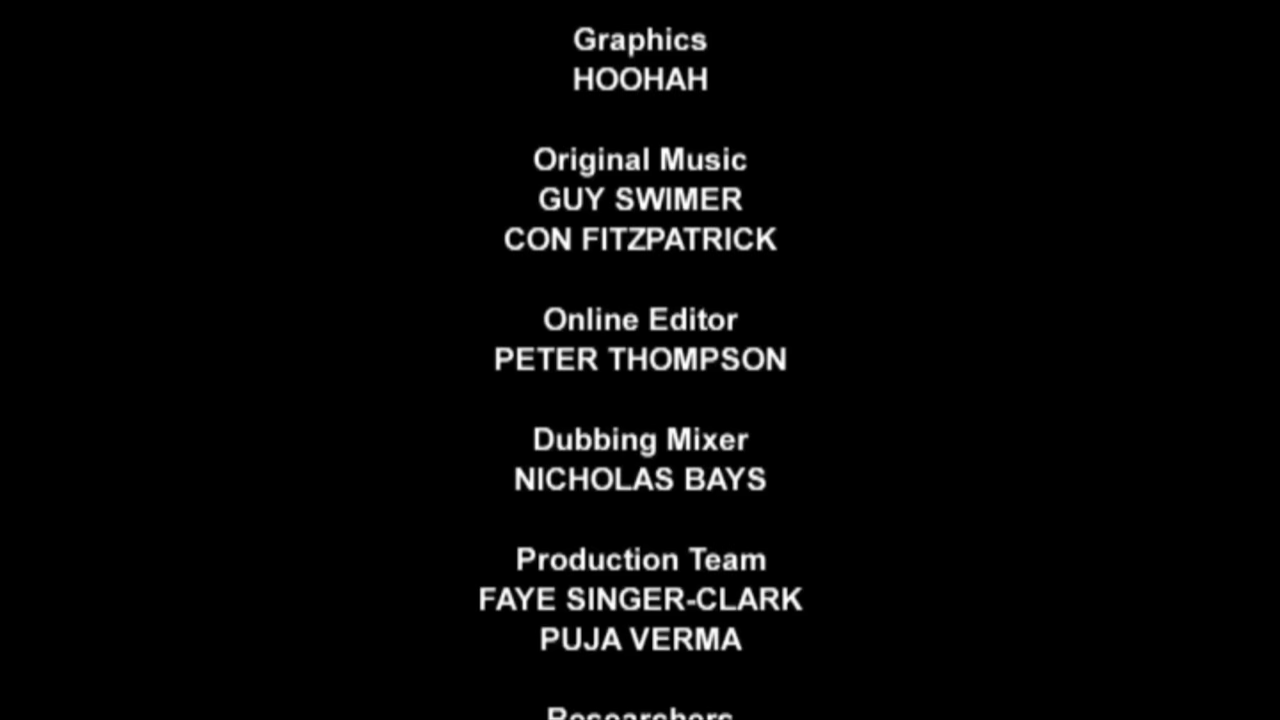 Graphics
HOOHAH
Original Music
GUY SWIMER
CON FITZPATRICK
Online Editor
PETER THOMPSON
Dubbing Mixer
NICHOLAS BAYS
Production Team
FAYE SINGER-CLARK
PUJA VERMA
Researchers